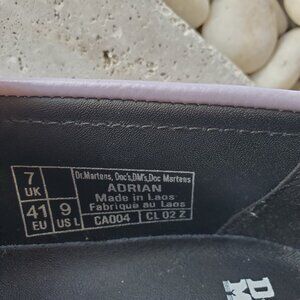 7
UK
41
EU
9
US L
Dr.Martens, Doc's, DM's, Doc Martens
ADRIAN
Made in Laos
Fabrique au Laos
CA004
CL 02 Z